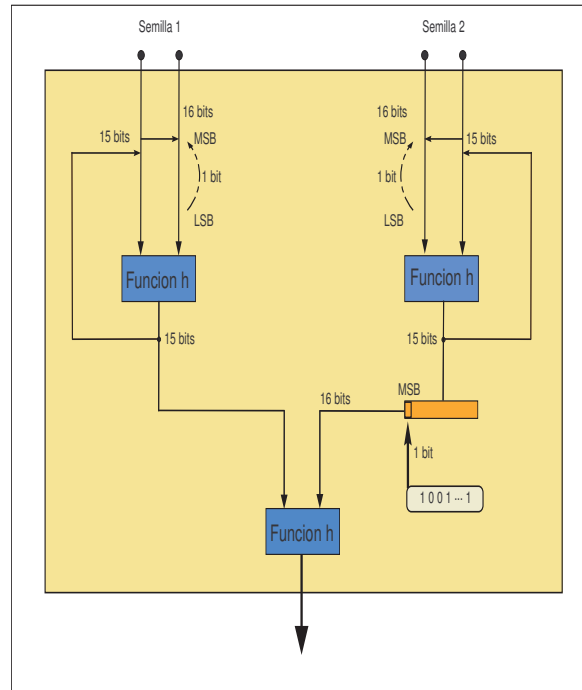 Semilla 1
Semilla 2
16 bits
16 bits
15 bits
MSB
MSB
15 bits
1 bit
1 bit
LSB
LSB
Funcion h
Funcion h
15 bits
15 bits
MSB
16 bits
1 bit
1 0 0 1 ··· 1
Funcion h